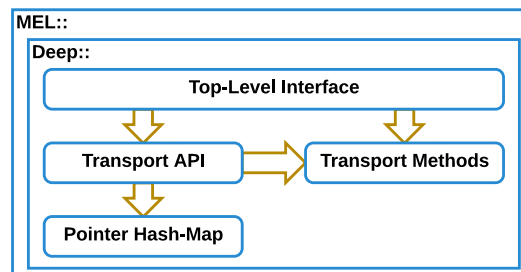 MEL::
Deep::
Top-Level Interface
Transport API
Transport Methods
Pointer Hash-Map